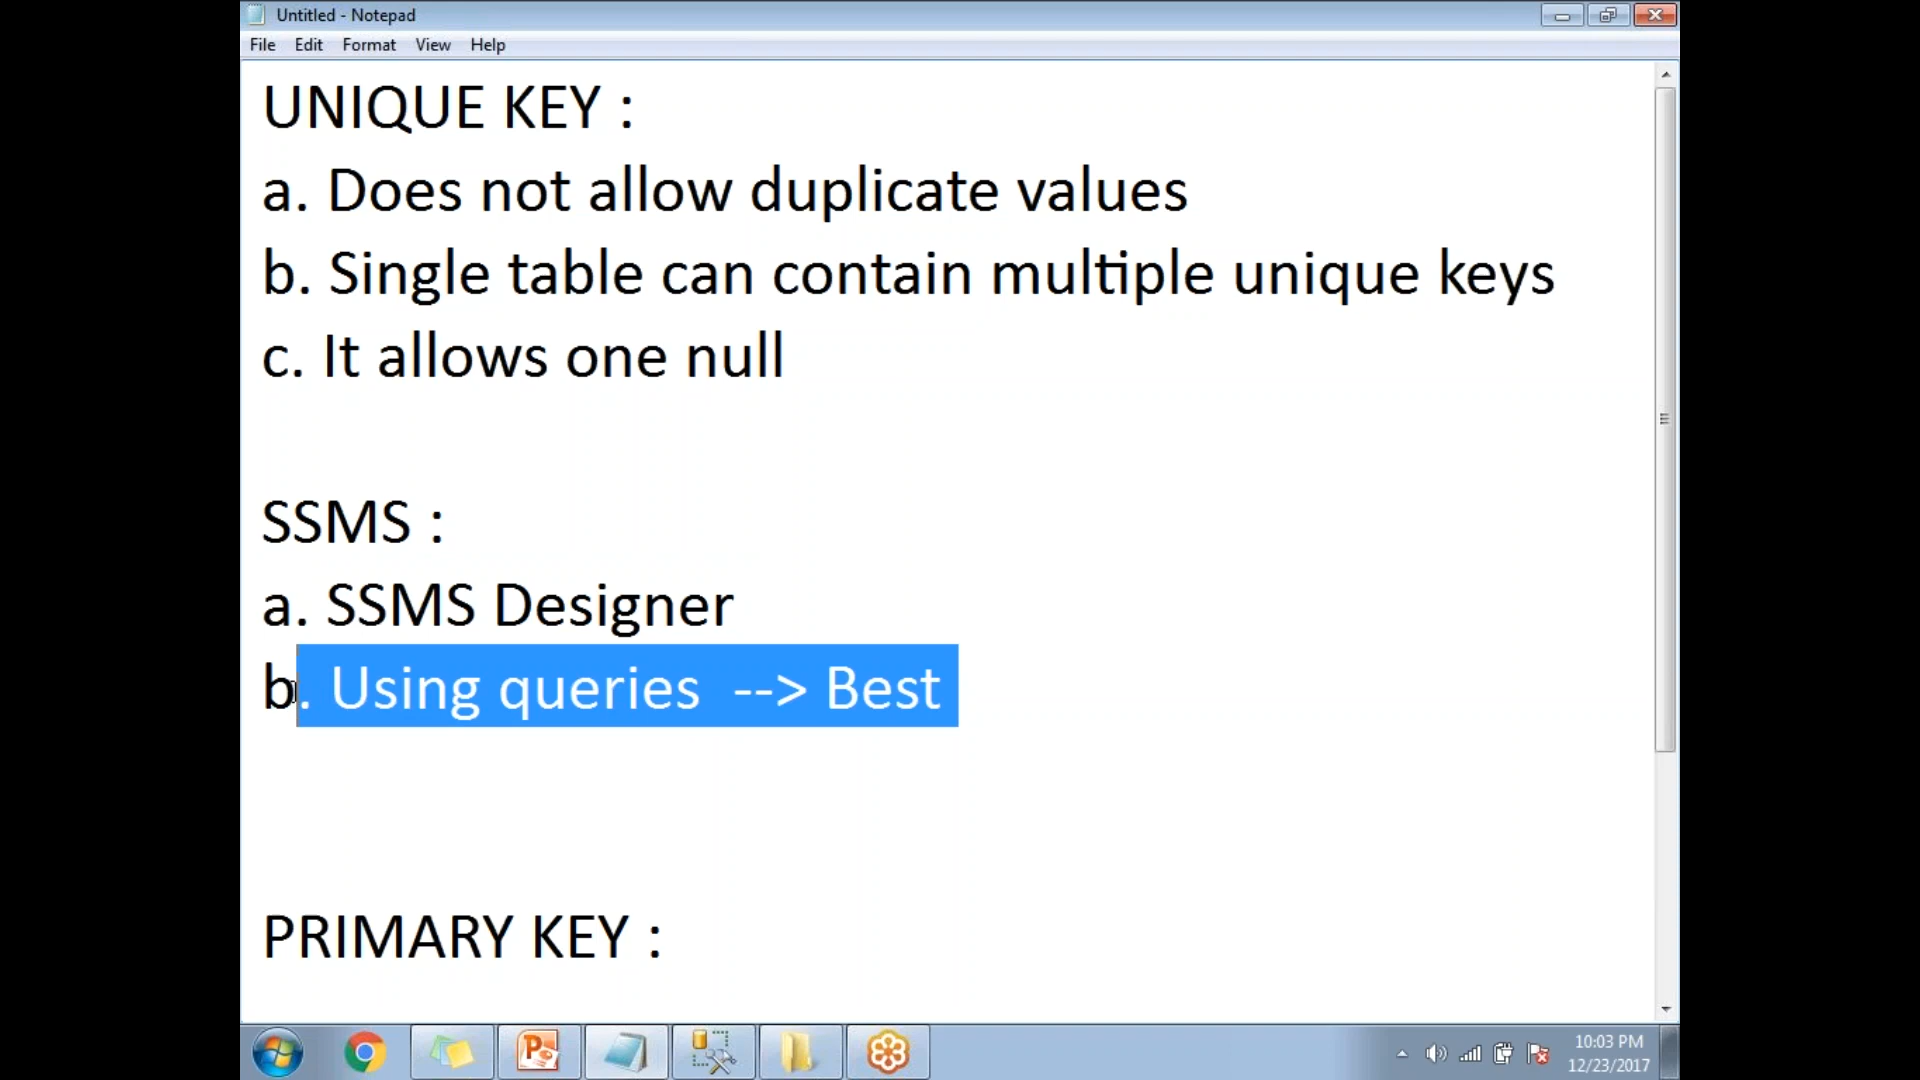 Untitled - Notepad
File Edit Format View Help
UNIQUE KEY :
a. Does not allow duplicate values
b. Single table can contain multiple unique keys
c. It allows one null
SSMS :
a. SSMS Designer
b. Using queries  --> Best
PRIMARY KEY :
10:03 PM
12/23/2017